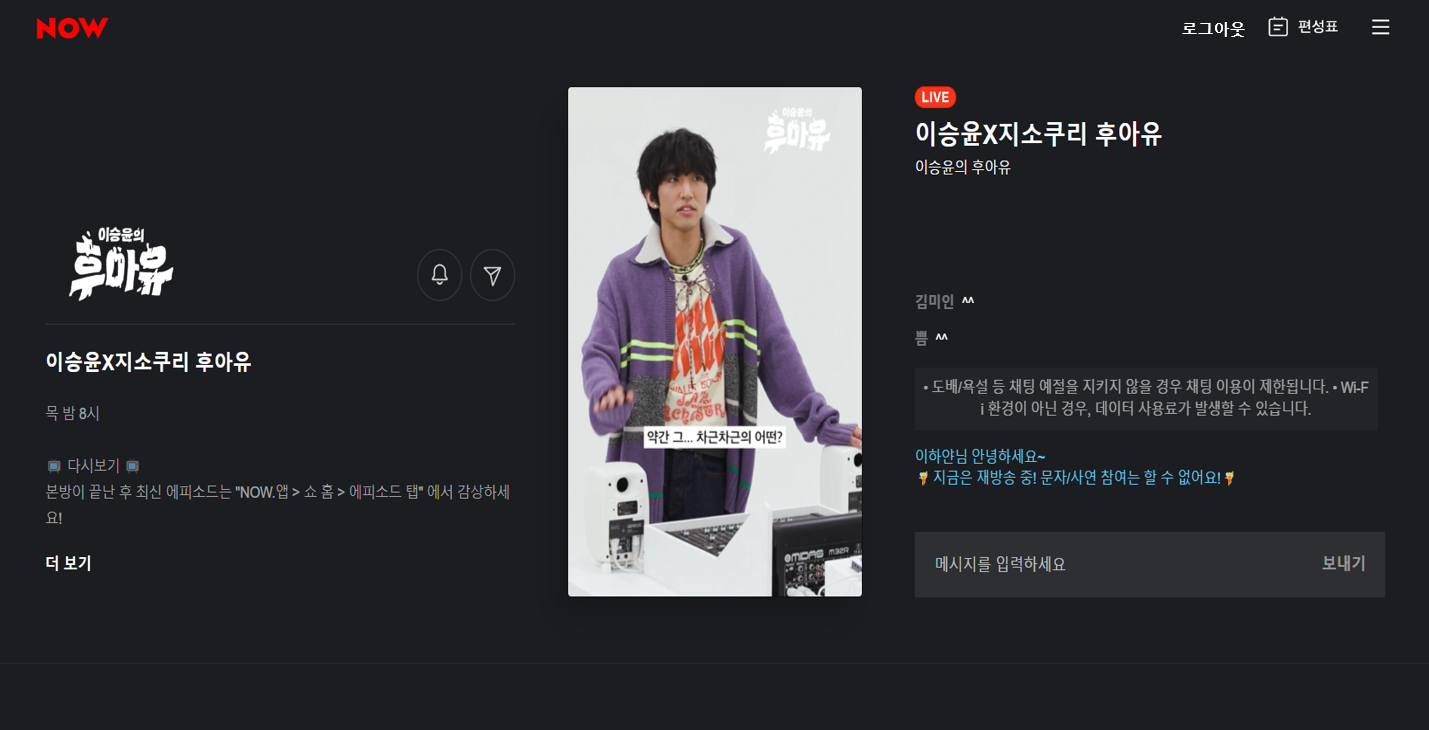 NOW
로그아웃
편성표
이승윤의
후아유
이승윤X지소쿠리 후아유
목 밤 8시
다시보기
본방이 끝난 후 최신 에피소드는 "NOW.앱 > 쇼 홈 > 에피소드 탭" 에서 감상하세
요!
더 보기
이승윤의
후아유
약간 그... 차근차근의 어떤?
MIDAS M32R
LIVE
이승윤X지소쿠리 후아유
이승윤의 후아유
김미인 ^^
쁨 ^^
• 도배/욕설 등 채팅 예절을 지키지 않을 경우 채팅 이용이 제한됩니다. • Wi-F
i 환경이 아닌 경우, 데이터 사용료가 발생할 수 있습니다.
이하얀님 안녕하세요~
지금은 재방송 중! 문자/사연 참여는 할 수 없어요!
메시지를 입력하세요
보내기